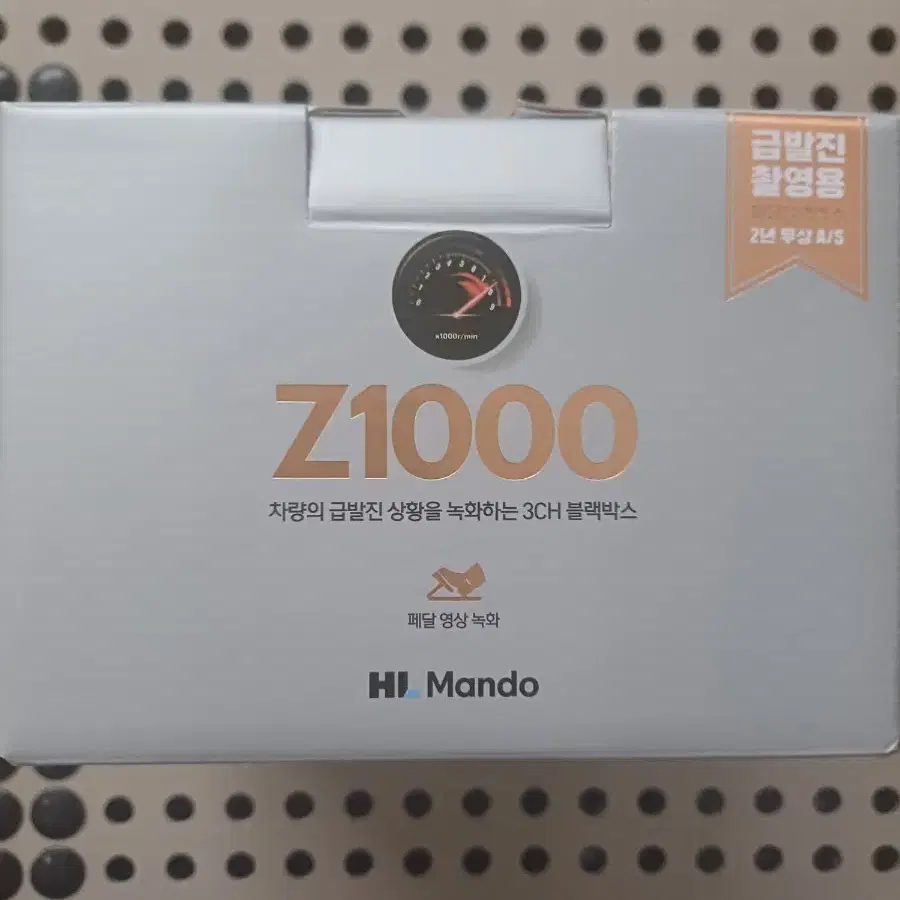 급발진
촬영용
2년 무상 A/S
x1000r/min
Z1000
차량의 급발진 상황을 녹화하는 3CH 블랙박스
페달 영상 녹화
HL Mando